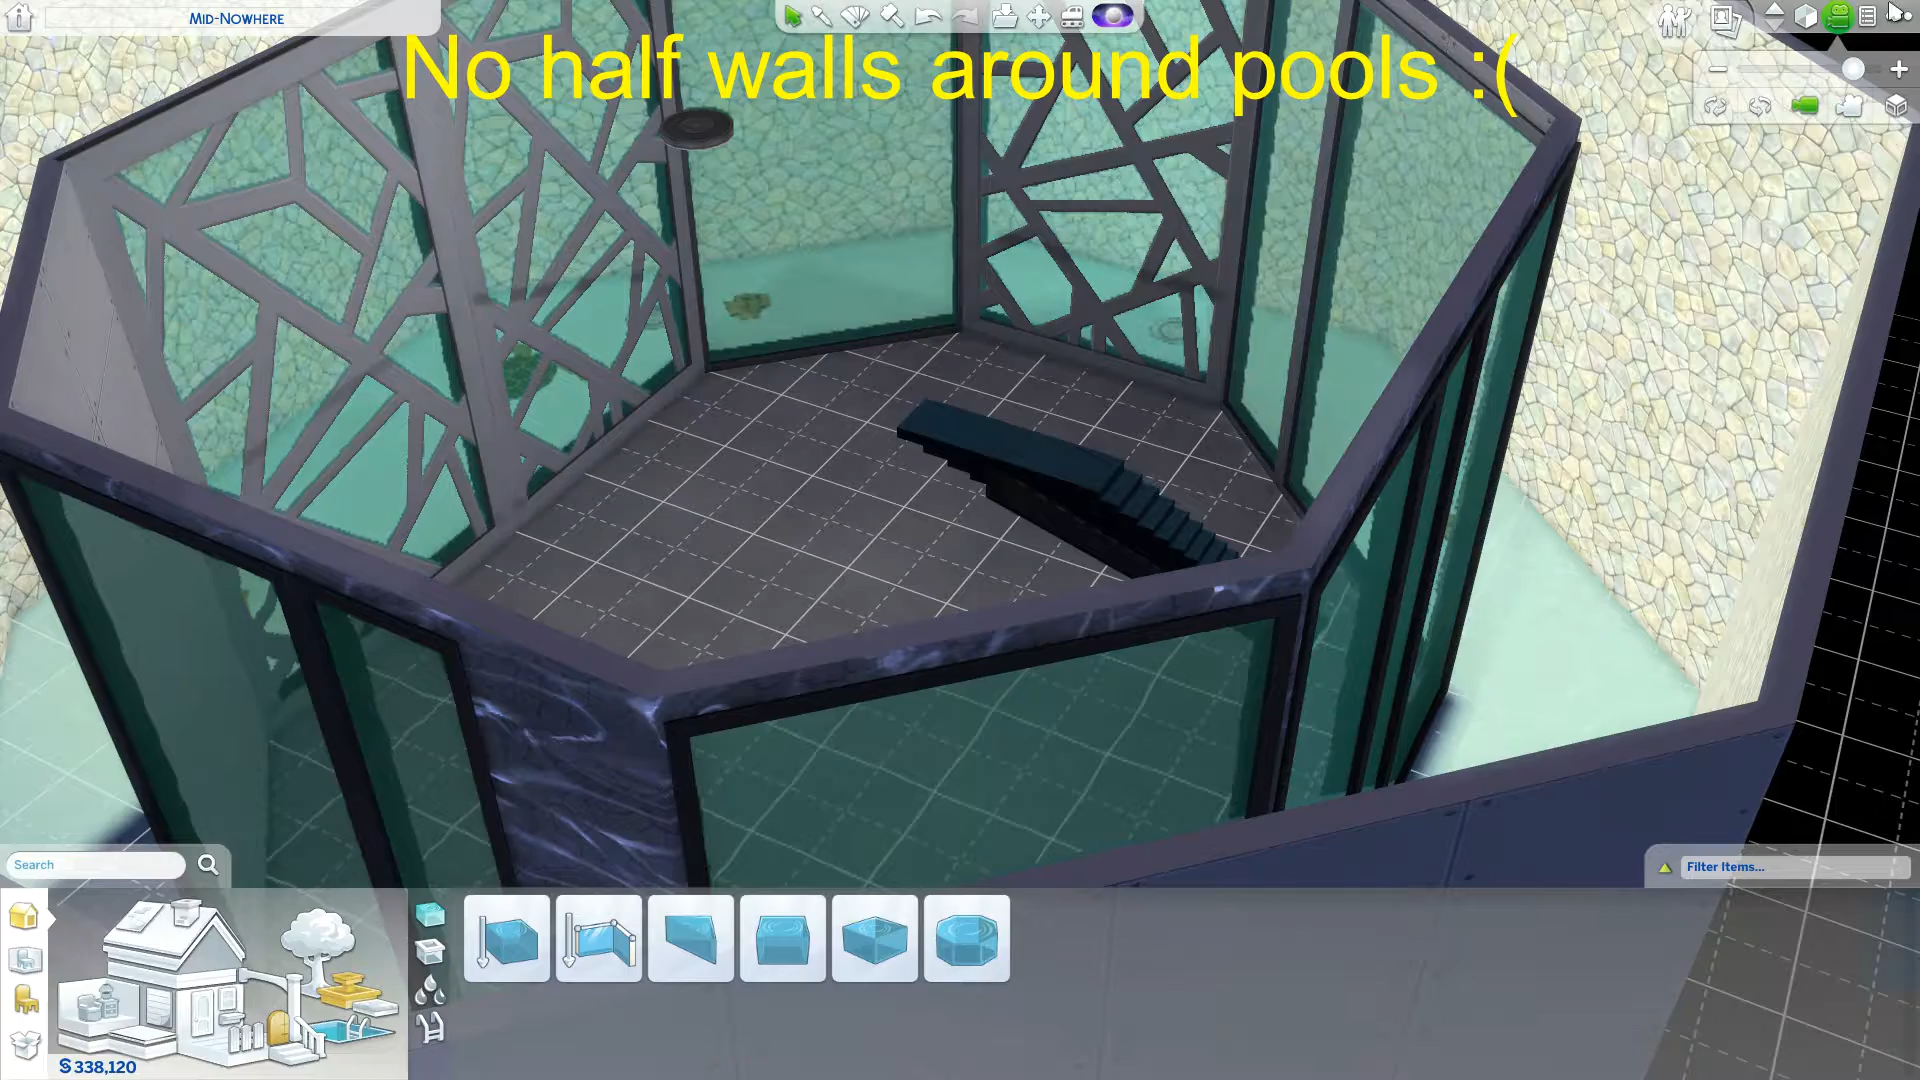 Mid-Nowhere
No half walls around pools :(
Search
Filter Items...
§338,120